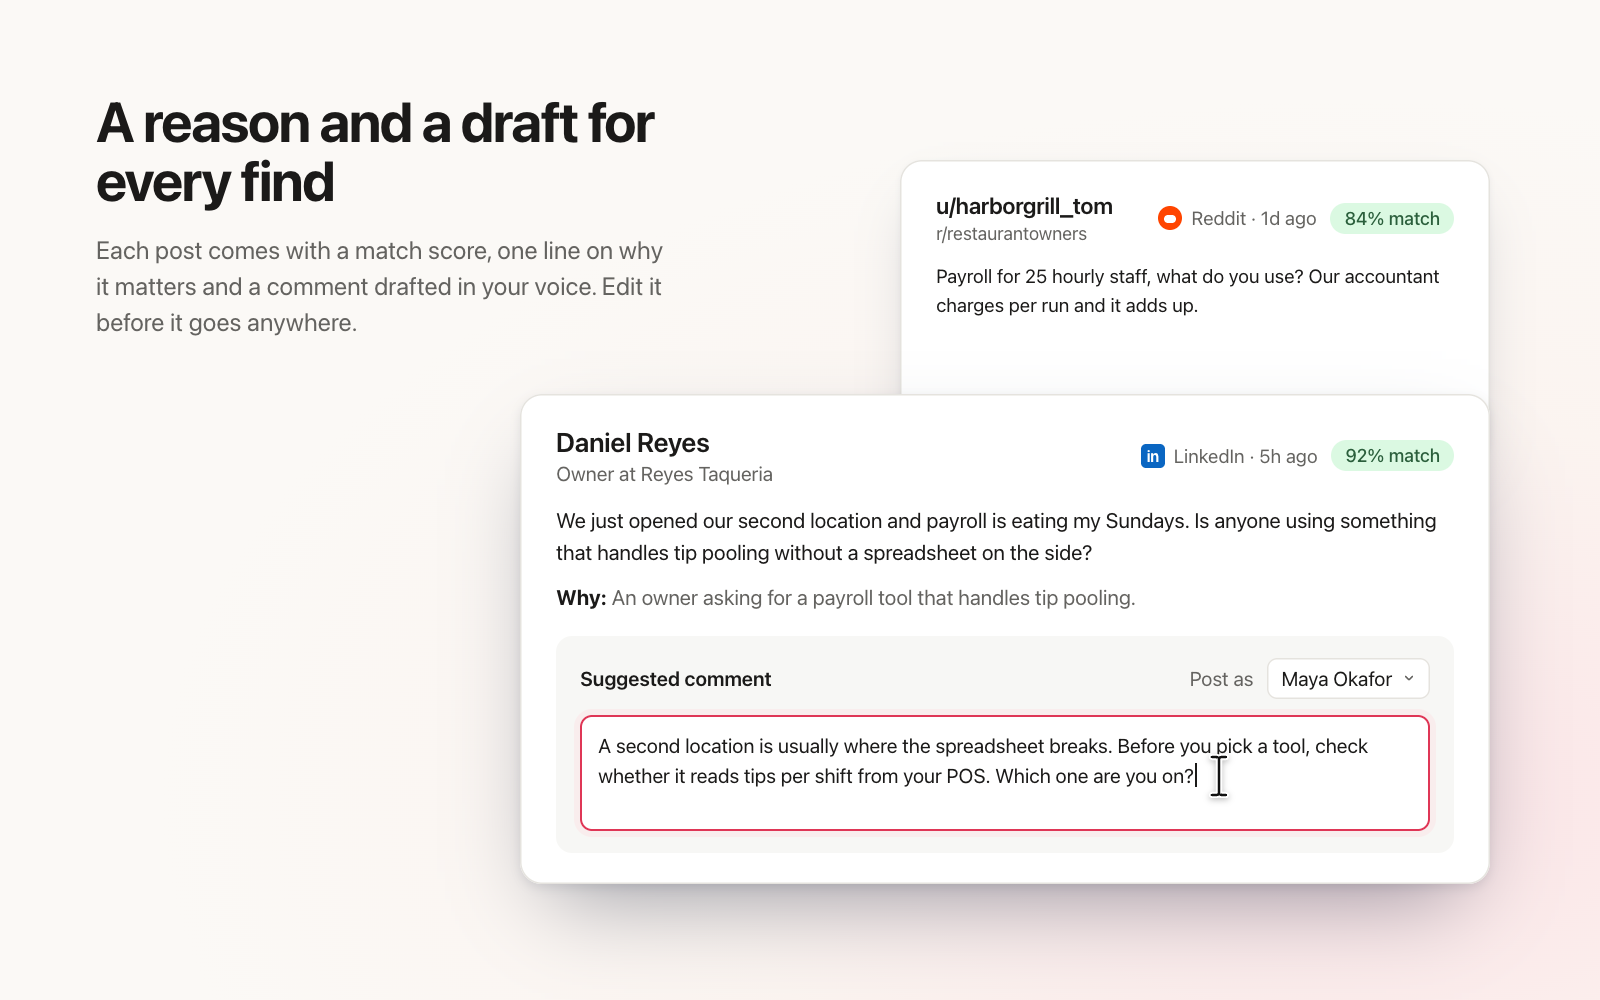 A reason and a draft for
every find
Each post comes with a match score, one line on why
it matters and a comment drafted in your voice. Edit it
before it goes anywhere.
u/harborgrill_tom
r/restaurantowners
Reddit · 1d ago
84% match
Payroll for 25 hourly staff, what do you use? Our accountant
charges per run and it adds up.
Daniel Reyes
Owner at Reyes Taqueria
in LinkedIn · 5h ago
92% match
We just opened our second location and payroll is eating my Sundays. Is anyone using something
that handles tip pooling without a spreadsheet on the side?
Why: An owner asking for a payroll tool that handles tip pooling.
Suggested comment
Post as
Maya Okafor
A second location is usually where the spreadsheet breaks. Before you pick a tool, check
whether it reads tips per shift from your POS. Which one are you on?